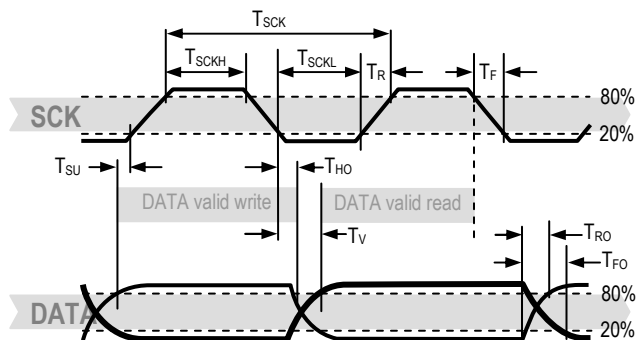 TSCK
TSCKH TSCKL TR TF
SCK 80%
20%
TSU THO
DATA valid write DATA valid read
TV
TRO
TFO
80%
DATA
20%